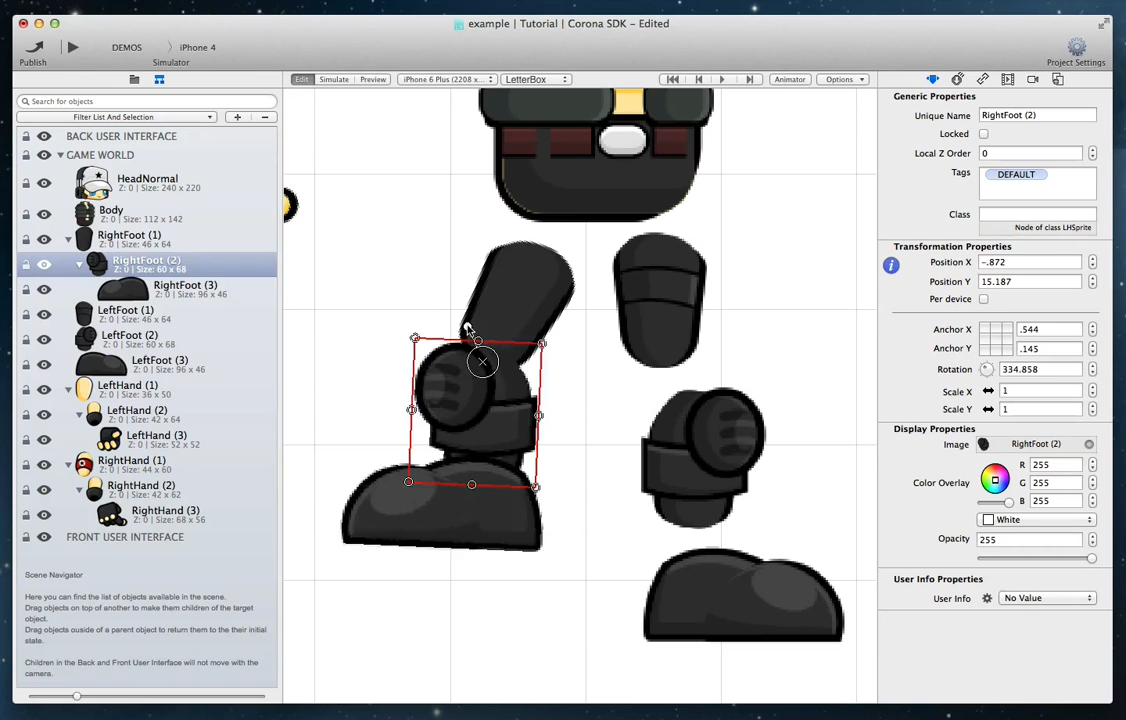 example | Tutorial | Corona SDK – Edited
Publish
DEMOS
iPhone 4
Simulator
Project Settings
Edit
Simulate
Preview
iPhone 6 Plus (2208 x...
LetterBox
Animator
Options
Search for objects
Filter List And Selection
BACK USER INTERFACE
GAME WORLD
HeadNormal
Z: 0 | Size: 240 x 220
Body
Z: 0 | Size: 112 x 142
RightFoot (1)
Z: 0 | Size: 46 x 64
RightFoot (2)
Z: 0 | Size: 60 x 68
RightFoot (3)
Z: 0 | Size: 96 x 46
LeftFoot (1)
Z: 0 | Size: 46 x 64
LeftFoot (2)
Z: 0 | Size: 60 x 68
LeftFoot (3)
Z: 0 | Size: 96 x 46
LeftHand (1)
Z: 0 | Size: 36 x 50
LeftHand (2)
Z: 0 | Size: 42 x 64
LeftHand (3)
Z: 0 | Size: 52 x 52
RightHand (1)
Z: 0 | Size: 44 x 60
RightHand (2)
Z: 0 | Size: 42 x 62
RightHand (3)
Z: 0 | Size: 68 x 56
FRONT USER INTERFACE
Scene Navigator
Here you can find the list of objects available in the scene.
Drag objects on top of another to make them children of the target
object.
Drag objects ouside of a parent object to return them to the their initial
state.
Children in the Back and Front User Interface will not move with the
camera.
Generic Properties
Unique Name RightFoot (2)
Locked
Local Z Order 0
Tags DEFAULT
Class
Node of class LHSprite
Transformation Properties
Position X -.872
Position Y 15.187
Per device
Anchor X .544
Anchor Y .145
Rotation 334.858
Scale X 1
Scale Y 1
Display Properties
Image RightFoot (2)
Color Overlay
R 255
G 255
B 255
White
Opacity 255
User Info Properties
User Info No Value